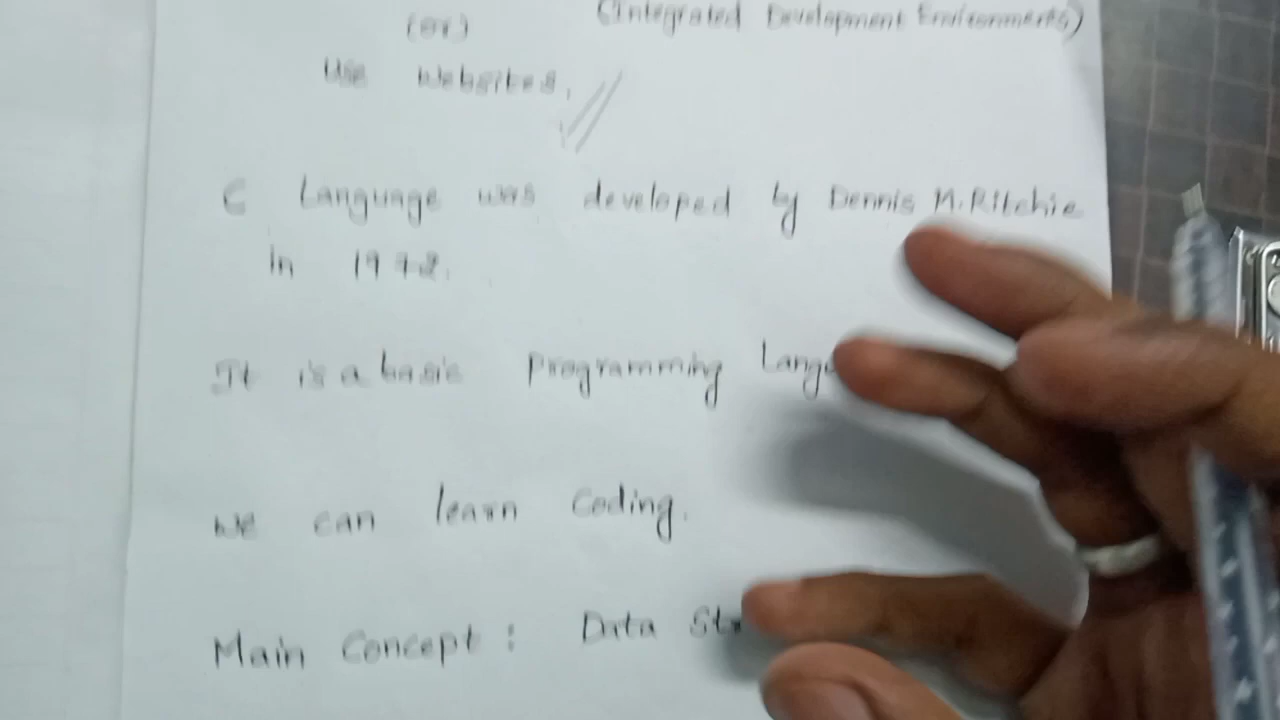 (or) (Integrated Development Environments)
Use Websites,
C Language was developed by Dennis M.Ritchie
in 1972.
It is a basic Programming Langu
We can learn Coding.
Main Concept : Data St